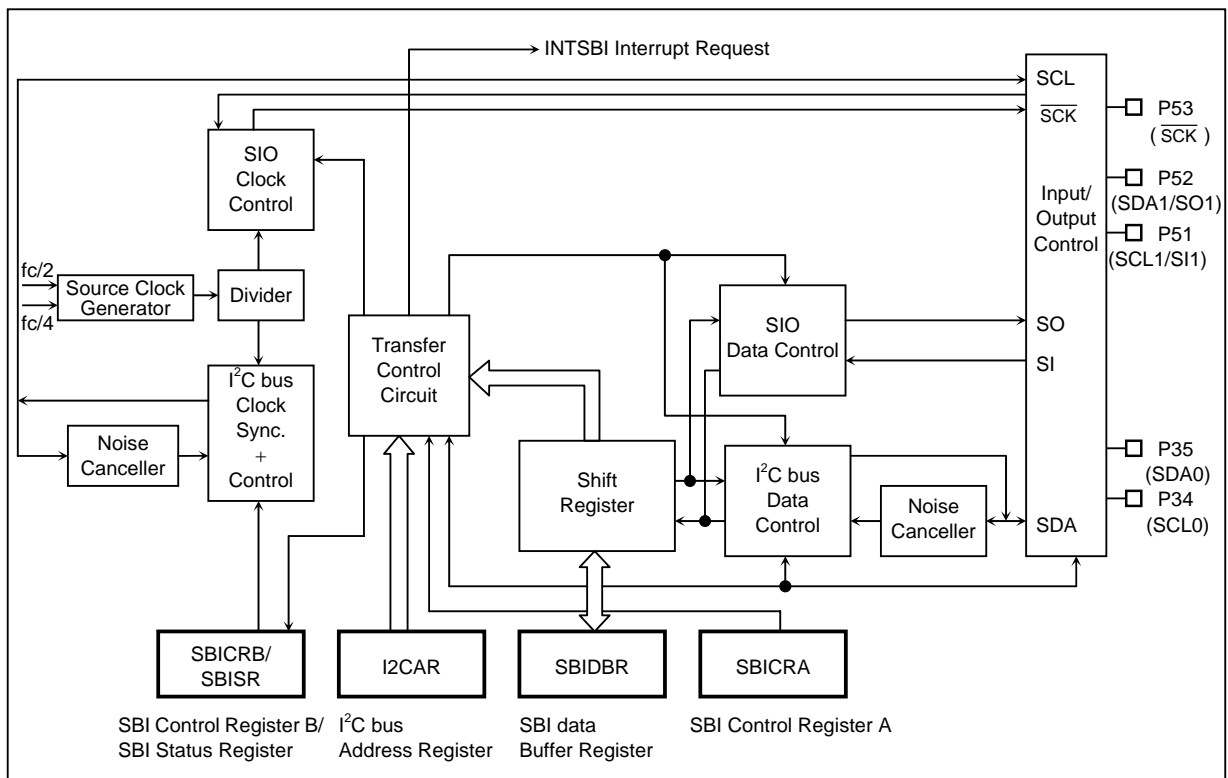 INTSBI Interrupt Request
SCL
SCK
P53
( SCK )
SIO
Clock
Control
P52
(SDA1/SO1)
Input/
Output
Control
P51
(SCL1/SI1)
fc/2
Source Clock
Generator
Divider
fc/4
Transfer
Control
Circuit
SIO
Data Control
SO
SI
I²C bus
Clock
Sync.
+
Control
Noise
Canceller
Shift
Register
I²C bus
Data
Control
Noise
Canceller
SDA
P35
(SDA0)
P34
(SCL0)
SBICRB/
SBISR
I2CAR
SBIDBR
SBICRA
SBI Control Register B/
SBI Status Register
I²C bus
Address Register
SBI data
Buffer Register
SBI Control Register A